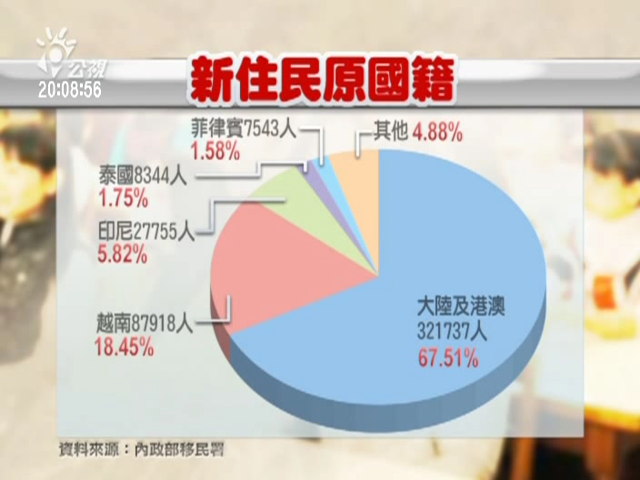 公視
20:08:56
新住民原國籍
菲律賓7543人
1.58%
其他 4.88%
泰國8344人
1.75%
印尼27755人
5.82%
越南87918人
18.45%
大陸及港澳
321737人
67.51%
資料來源：內政部移民署